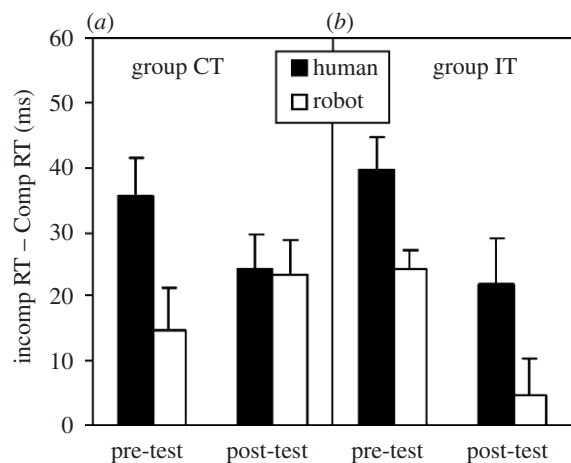 (a)
(b)
60
50
40
30
20
10
0
incomp RT – Comp RT (ms)
group CT
human
robot
group IT
pre-test
post-test
pre-test
post-test